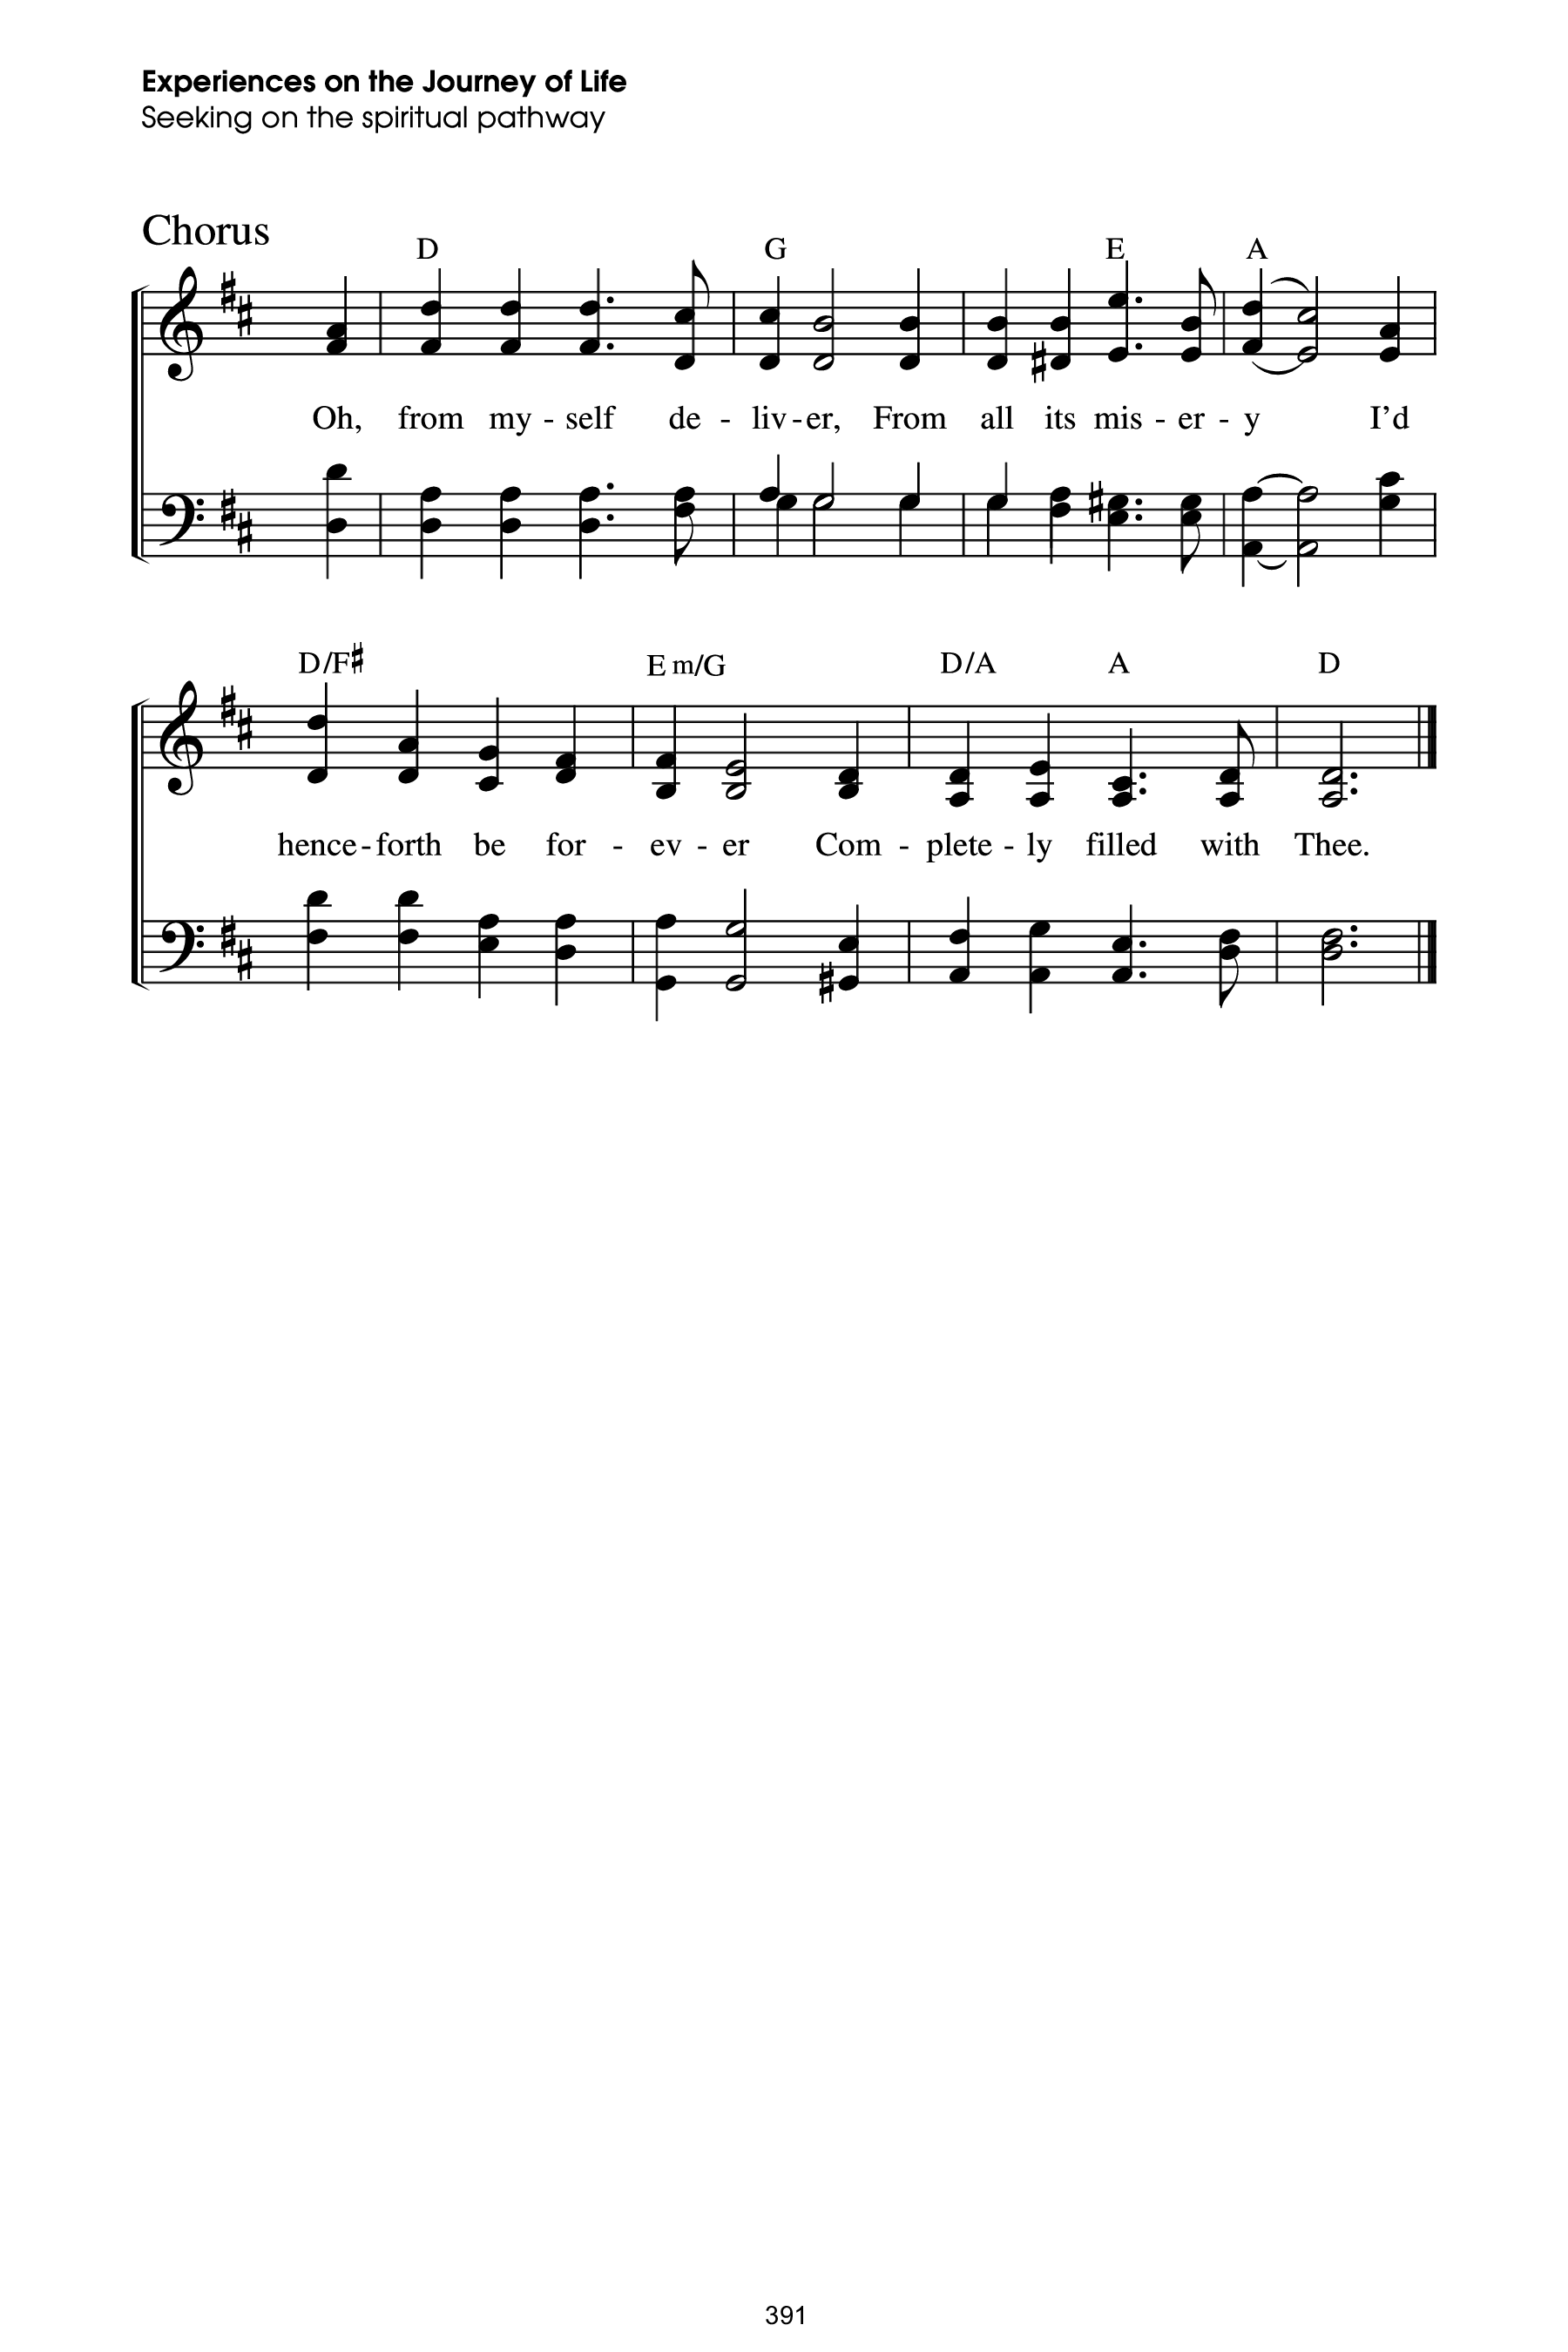 Experiences on the Journey of Life
Seeking on the spiritual pathway
Chorus
D G E A
Oh, from my - self de - liv - er, From all its mis - er - y I’d
D/F♯ Em/G D/A A D
hence - forth be for - ev - er Com - plete - ly filled with Thee.
391